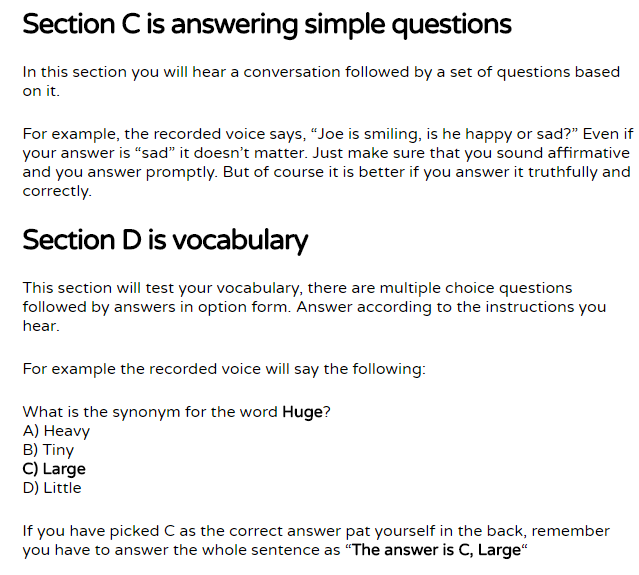 Section C is answering simple questions
In this section you will hear a conversation followed by a set of questions based
on it.
For example, the recorded voice says, “Joe is smiling, is he happy or sad?” Even if
your answer is “sad” it doesn’t matter. Just make sure that you sound affirmative
and you answer promptly. But of course it is better if you answer it truthfully and
correctly.
Section D is vocabulary
This section will test your vocabulary, there are multiple choice questions
followed by answers in option form. Answer according to the instructions you
hear.
For example the recorded voice will say the following:
What is the synonym for the word Huge?
A) Heavy
B) Tiny
C) Large
D) Little
If you have picked C as the correct answer pat yourself in the back, remember
you have to answer the whole sentence as “The answer is C, Large“